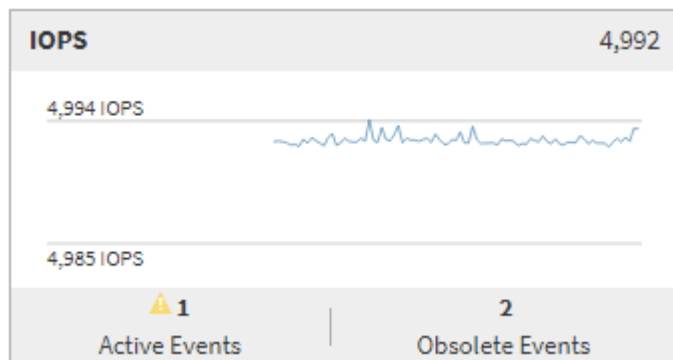 IOPS 4,992
4,994 IOPS
4,985 IOPS
1 2
Active Events Obsolete Events